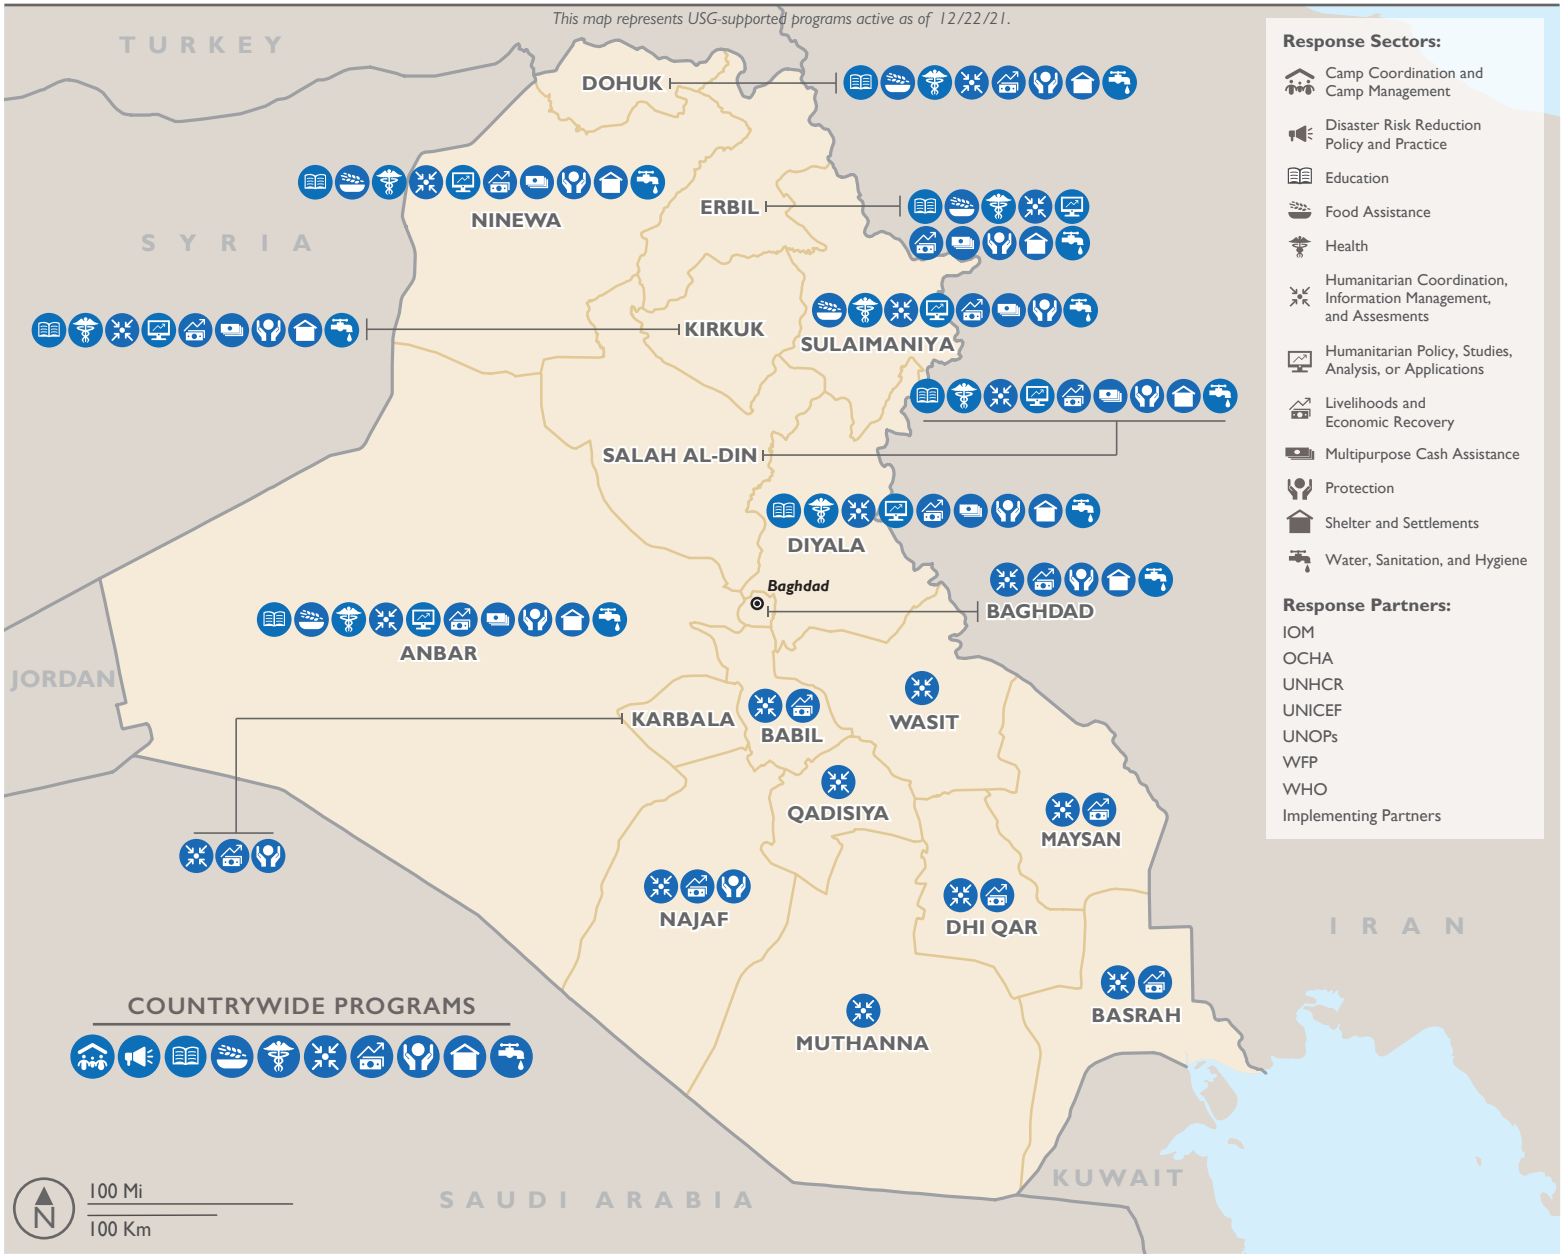 This map represents USG-supported programs active as of 12/22/21.
TURKEY
SYRIA
JORDAN
SAUDI ARABIA
KUWAIT
IRAN
DOHUK
NINEWA
ERBIL
KIRKUK
SULAIMANIYA
SALAH AL-DIN
DIYALA
Baghdad
BAGHDAD
ANBAR
KARBALA
BABIL
WASIT
QADISIYA
MAYSAN
NAJAF
DHI QAR
BASRAH
MUTHANNA
COUNTRYWIDE PROGRAMS
N
100 Mi
100 Km
Response Sectors:
Camp Coordination and
Camp Management
Disaster Risk Reduction
Policy and Practice
Education
Food Assistance
Health
Humanitarian Coordination,
Information Management,
and Assesments
Humanitarian Policy, Studies,
Analysis, or Applications
Livelihoods and
Economic Recovery
Multipurpose Cash Assistance
Protection
Shelter and Settlements
Water, Sanitation, and Hygiene
Response Partners:
IOM
OCHA
UNHCR
UNICEF
UNOPs
WFP
WHO
Implementing Partners